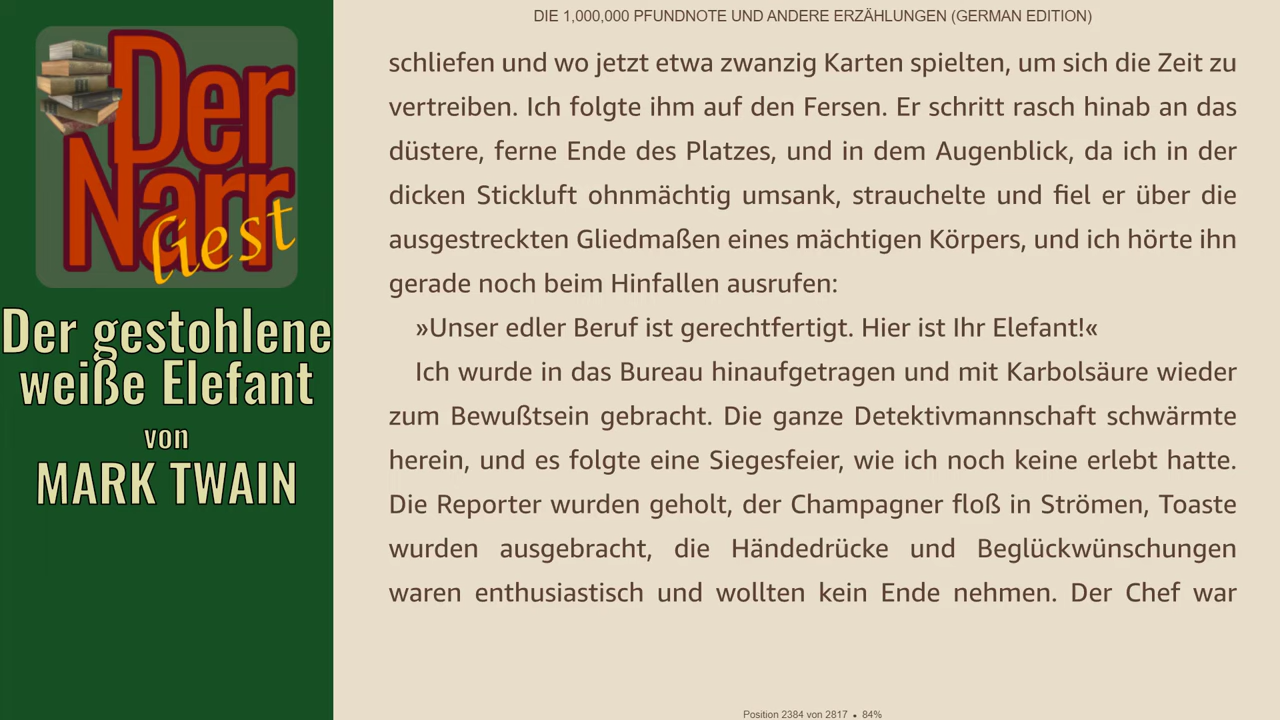 Der
Narr
liest
Der gestohlene
weiße Elefant
von
MARK TWAIN
DIE 1,000,000 PFUNDNOTE UND ANDERE ERZÄHLUNGEN (GERMAN EDITION)
schliefen und wo jetzt etwa zwanzig Karten spielten, um sich die Zeit zu
vertreiben. Ich folgte ihm auf den Fersen. Er schritt rasch hinab an das
düstere, ferne Ende des Platzes, und in dem Augenblick, da ich in der
dicken Stickluft ohnmächtig umsank, strauchelte und fiel er über die
ausgestreckten Gliedmaßen eines mächtigen Körpers, und ich hörte ihn
gerade noch beim Hinfallen ausrufen:
»Unser edler Beruf ist gerechtfertigt. Hier ist Ihr Elefant!«
Ich wurde in das Bureau hinaufgetragen und mit Karbolsäure wieder
zum Bewußtsein gebracht. Die ganze Detektivmannschaft schwärmte
herein, und es folgte eine Siegesfeier, wie ich noch keine erlebt hatte.
Die Reporter wurden geholt, der Champagner floß in Strömen, Toaste
wurden ausgebracht, die Händedrücke und Beglückwünschungen
waren enthusiastisch und wollten kein Ende nehmen. Der Chef war
Position 2384 von 2817 • 84%